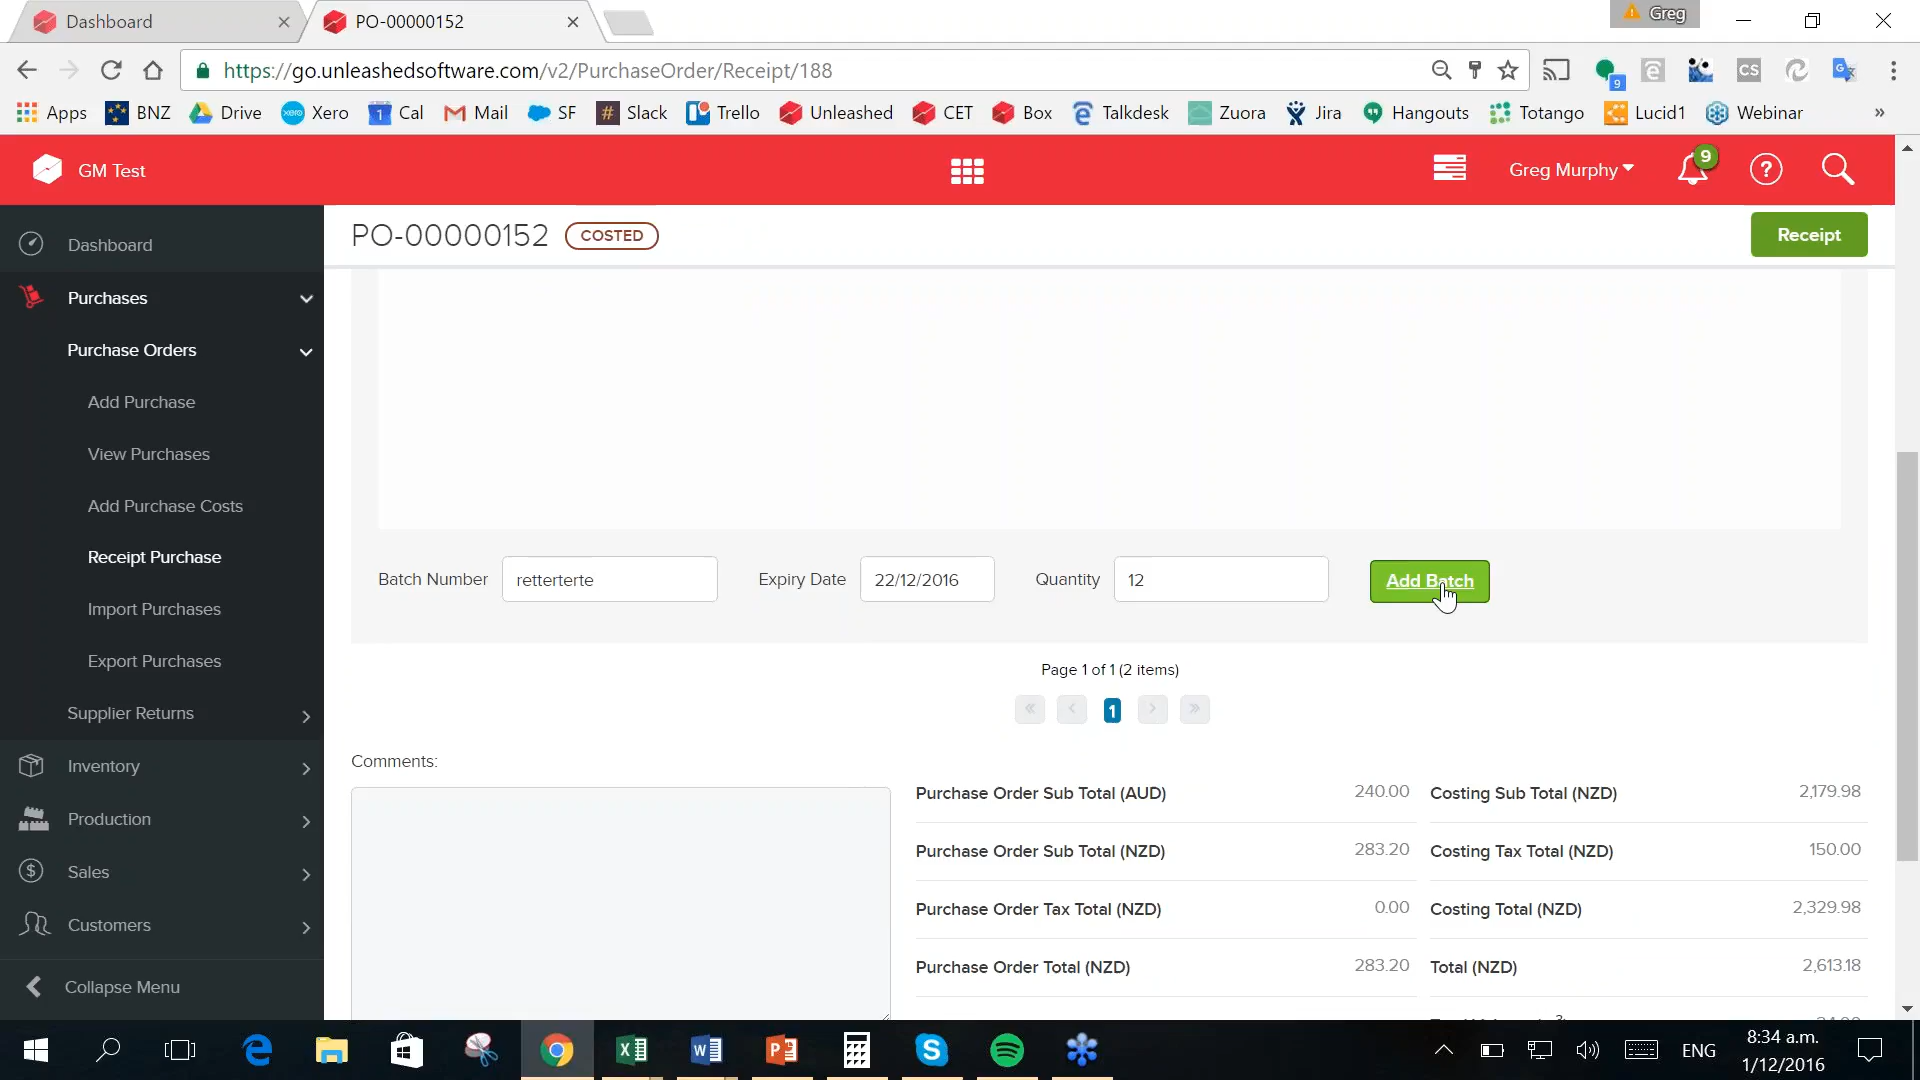 Dashboard
PO-00000152
Greg
https://go.unleashedsoftware.com/v2/PurchaseOrder/Receipt/188
9
CS
Apps BNZ Drive Xero Cal Mail SF Slack Trello Unleashed CET Box Talkdesk Zuora Jira Hangouts Totango Lucid1 Webinar »
GM Test
Greg Murphy
9
?
PO-00000152 COSTED
Receipt
Dashboard
Purchases
Purchase Orders
Add Purchase
View Purchases
Add Purchase Costs
Receipt Purchase
Import Purchases
Export Purchases
Supplier Returns
Inventory
Production
Sales
Customers
Collapse Menu
Batch Number retterterte Expiry Date 22/12/2016 Quantity 12 Add Batch
Page 1 of 1 (2 items)
« < 1 > »
Comments:
Purchase Order Sub Total (AUD) 240.00 Costing Sub Total (NZD) 2,179.98
Purchase Order Sub Total (NZD) 283.20 Costing Tax Total (NZD) 150.00
Purchase Order Tax Total (NZD) 0.00 Costing Total (NZD) 2,329.98
Purchase Order Total (NZD) 283.20 Total (NZD) 2,613.18
ENG
8:34 a.m.
1/12/2016